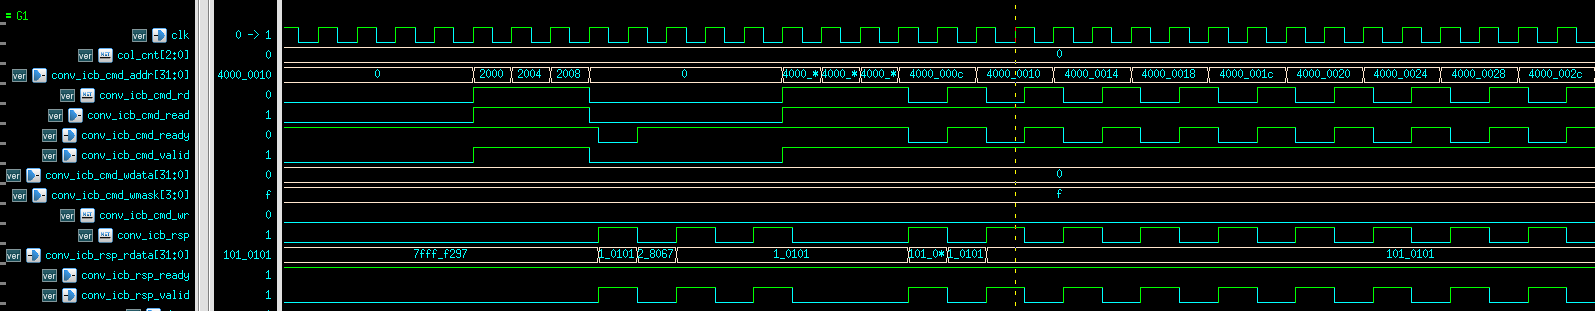 = G1
ver clk 0 -> 1
ver NET col_cnt[2:0] 0 0
ver conv_icb_cmd_addr[31:0] 4000_0010 0 2000 2004 2008 0 4000_* 4000_* 4000_* 4000_000c 4000_0010 4000_0014 4000_0018 4000_001c 4000_0020 4000_0024 4000_0028 4000_002c
ver NET conv_icb_cmd_rd 0
ver conv_icb_cmd_read 1
ver conv_icb_cmd_ready 0
ver conv_icb_cmd_valid 1
ver conv_icb_cmd_wdata[31:0] 0 0
ver conv_icb_cmd_wmask[3:0] f f
ver NET conv_icb_cmd_wr 0
ver NET conv_icb_rsp 1
ver conv_icb_rsp_rdata[31:0] 101_0101 7fff_f297 1_0101 2_8067 1_0101 101_0* 1_0101 101_0101
ver conv_icb_rsp_ready 1
ver conv_icb_rsp_valid 1